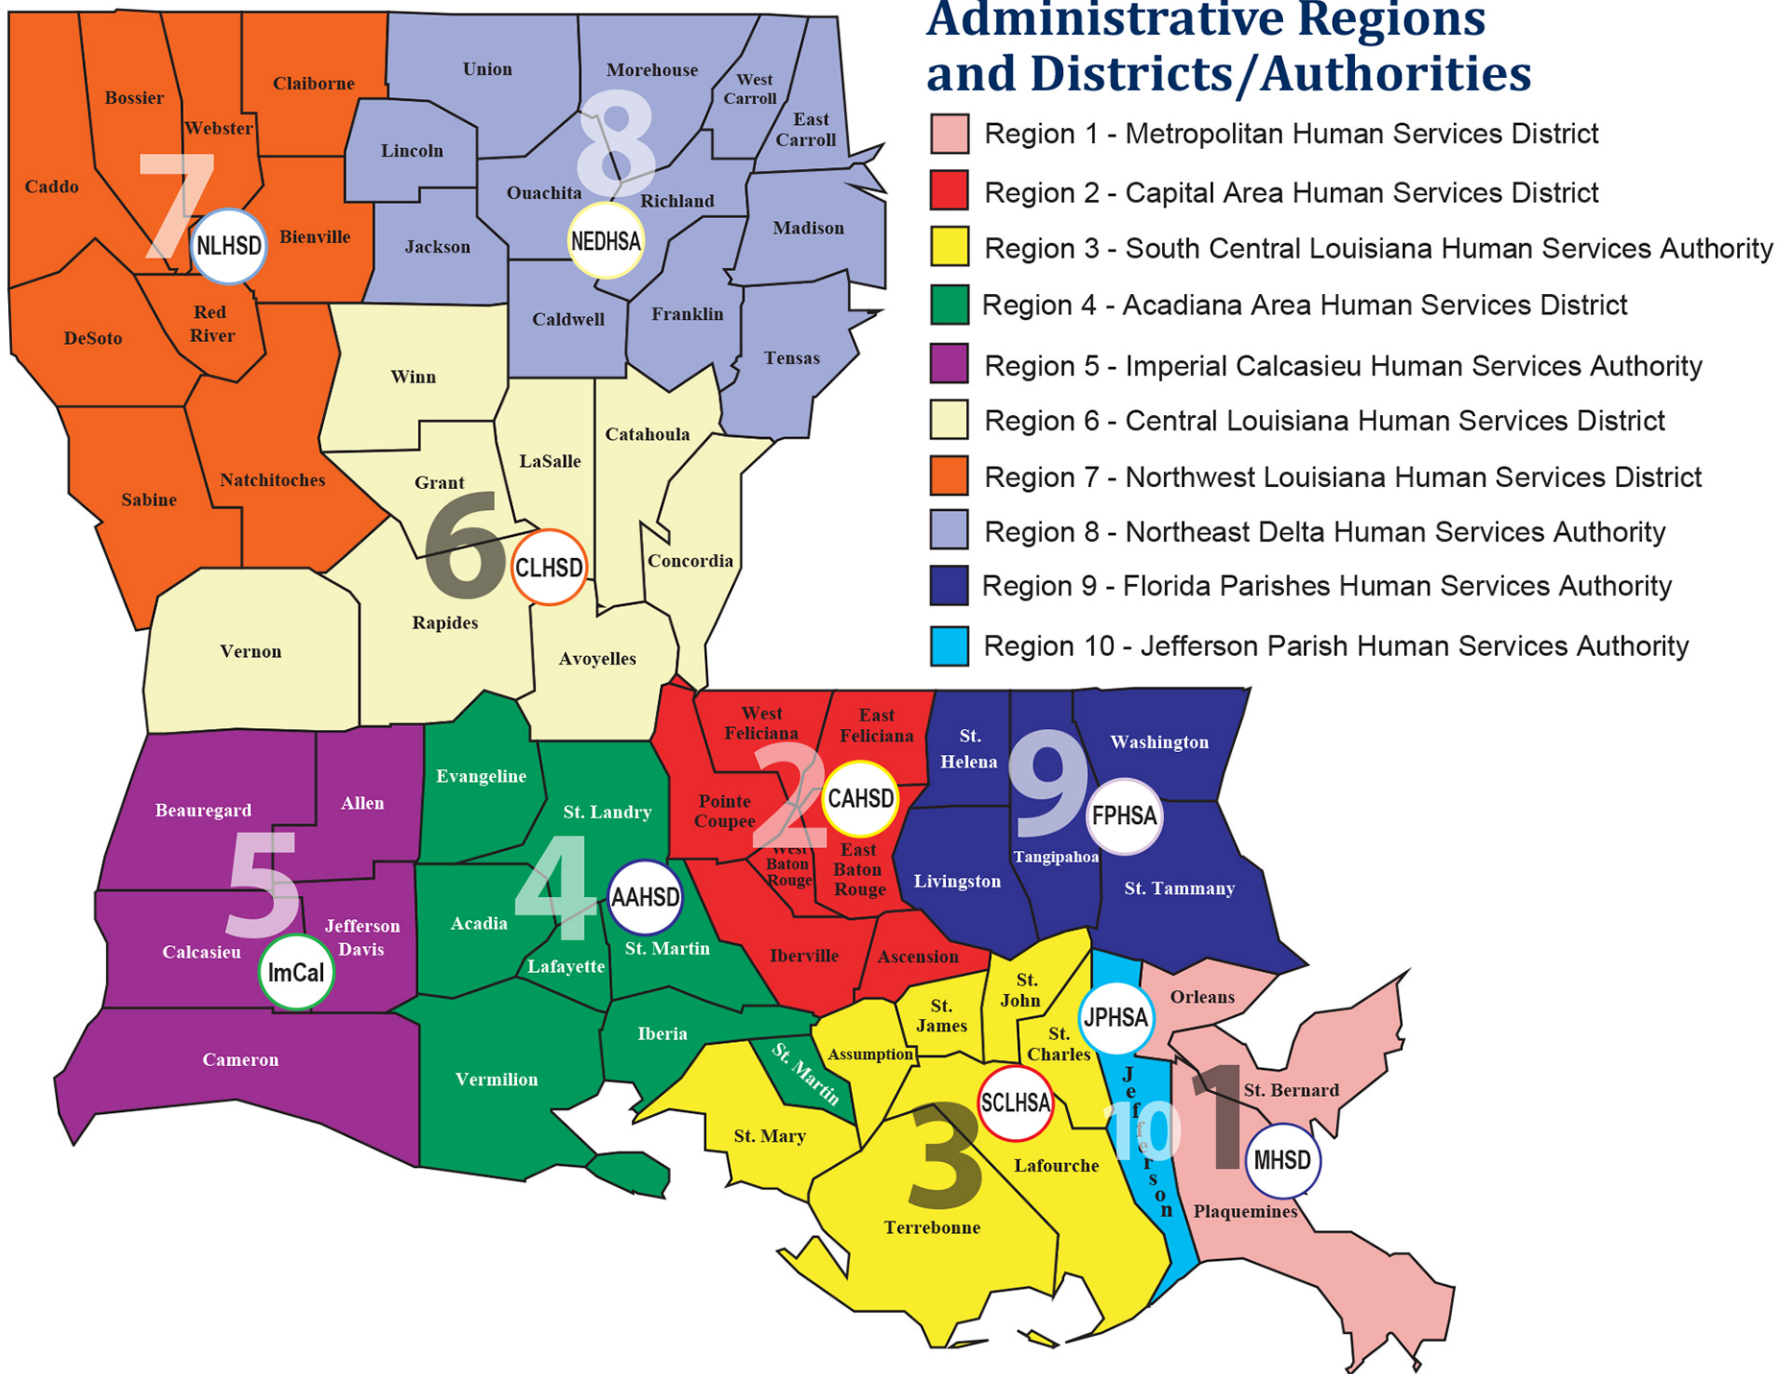 Administrative Regions
and Districts/Authorities
Region 1 - Metropolitan Human Services District
Region 2 - Capital Area Human Services District
Region 3 - South Central Louisiana Human Services Authority
Region 4 - Acadiana Area Human Services District
Region 5 - Imperial Calcasieu Human Services Authority
Region 6 - Central Louisiana Human Services District
Region 7 - Northwest Louisiana Human Services District
Region 8 - Northeast Delta Human Services Authority
Region 9 - Florida Parishes Human Services Authority
Region 10 - Jefferson Parish Human Services Authority
Caddo
Bossier
Webster
Claiborne
7
NLHSD
Bienville
DeSoto
Red
River
Sabine
Natchitoches
Union
Morehouse
West
Carroll
East
Carroll
Lincoln
8
Ouachita
Richland
NEDHSA
Jackson
Madison
Caldwell
Franklin
Tensas
Winn
Grant
LaSalle
Catahoula
6
CLHSD
Concordia
Rapides
Vernon
Avoyelles
Beauregard
Allen
5
Calcasieu
Jefferson
Davis
ImCal
Cameron
Evangeline
St. Landry
4
AAHSD
Acadia
Lafayette
St. Martin
Iberia
Vermilion
St. Martin
West
Feliciana
East
Feliciana
Pointe
Coupee
2
CAHSD
West
Baton
Rouge
East
Baton
Rouge
Iberville
Ascension
St.
Helena
9
Washington
FPHSA
Tangipahoa
Livingston
St. Tammany
St.
James
St.
John
St.
Charles
Assumption
SCLHSA
St. Mary
3
Lafourche
Terrebonne
JPHSA
Jefferson
10
Orleans
1
St. Bernard
MHSD
Plaquemines